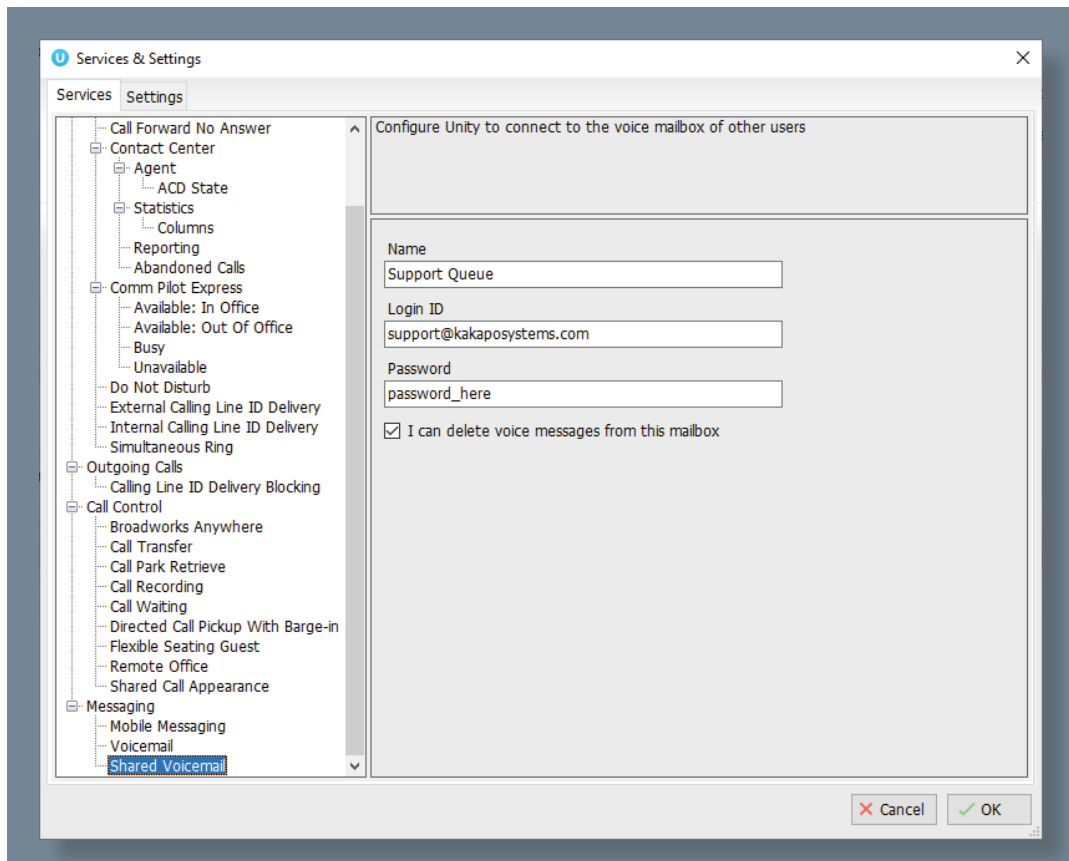 U Services & Settings
Services Settings
Call Forward No Answer
Contact Center
Agent
ACD State
Statistics
Columns
Reporting
Abandoned Calls
Comm Pilot Express
Available: In Office
Available: Out Of Office
Busy
Unavailable
Do Not Disturb
External Calling Line ID Delivery
Internal Calling Line ID Delivery
Simultaneous Ring
Outgoing Calls
Calling Line ID Delivery Blocking
Call Control
Broadworks Anywhere
Call Transfer
Call Park Retrieve
Call Recording
Call Waiting
Directed Call Pickup With Barge-in
Flexible Seating Guest
Remote Office
Shared Call Appearance
Messaging
Mobile Messaging
Voicemail
Shared Voicemail
Configure Unity to connect to the voice mailbox of other users
Name
Support Queue
Login ID
support@kakaposystems.com
Password
password_here
I can delete voice messages from this mailbox
Cancel OK